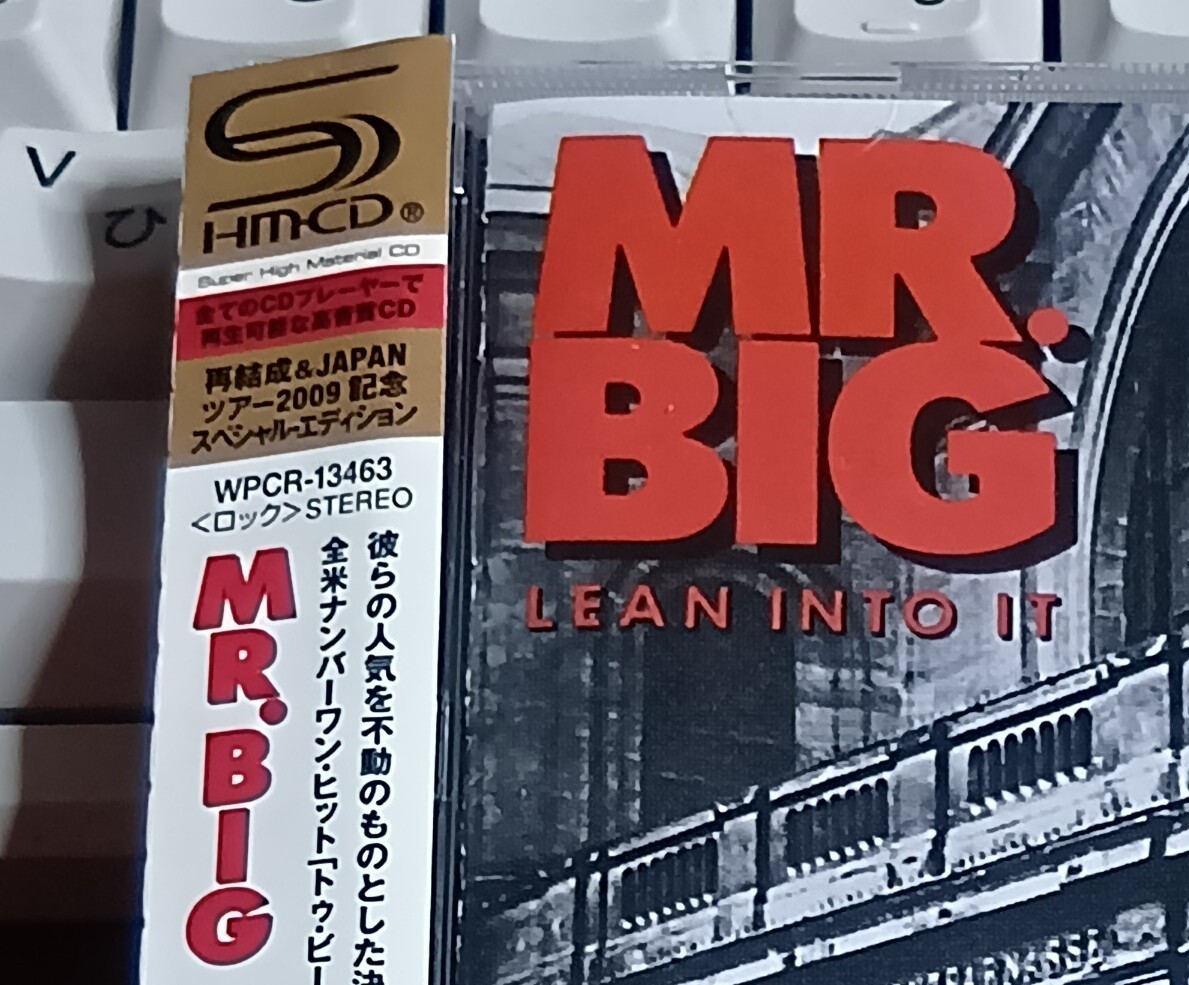 V
ひ
SHM-CD®
Super High Material CD
全てのCDプレーヤーで
再生可能な高音質CD
再結成&JAPAN
ツアー2009 記念
スペシャル・エディション
WPCR-13463
<ロック>STEREO
彼らの人気を不動のものとした決
全米ナンバーワン・ヒット「トゥ・ビー
MR.BIG
MR.
BIG
LEAN INTO IT